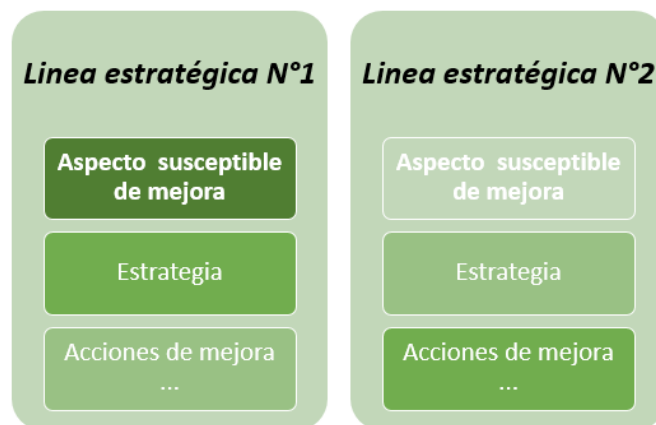 Linea estratégica N°1
Aspecto susceptible
de mejora
Estrategia
Acciones de mejora
...
Linea estratégica N°2
Aspecto susceptible
de mejora
Estrategia
Acciones de mejora
...